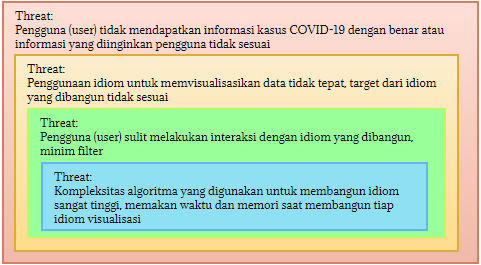 Threat:
Pengguna (user) tidak mendapatkan informasi kasus COVID-19 dengan benar atau
informasi yang diinginkan pengguna tidak sesuai
Threat:
Penggunaan idiom untuk memvisualisasikan data tidak tepat, target dari idiom
yang dibangun tidak sesuai
Threat:
Pengguna (user) sulit melakukan interaksi dengan idiom yang dibangun,
minim filter
Threat:
Kompleksitas algoritma yang digunakan untuk membangun idiom
sangat tinggi, memakan waktu dan memori saat membangun tiap
idiom visualisasi